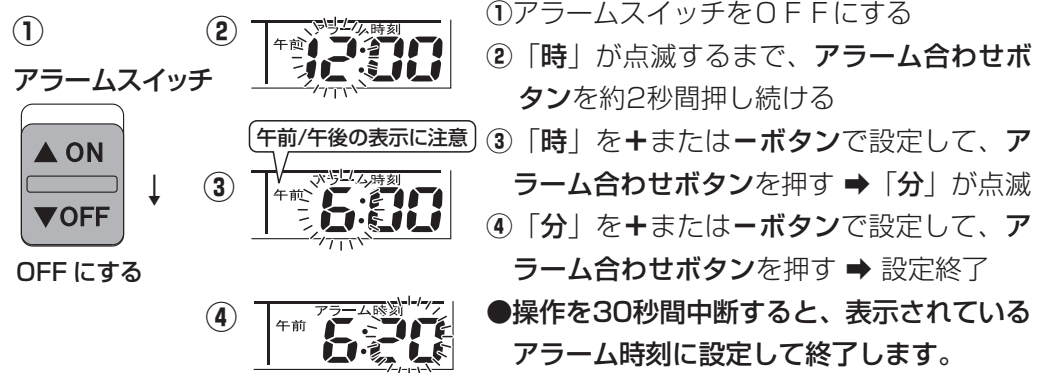 ①
アラームスイッチ
▲ ON
▼OFF
↓
OFF にする
②
アラーム時刻
午前 12:00
午前/午後の表示に注意
③
アラーム時刻
午前 6:00
④
アラーム時刻
午前 6:20
①アラームスイッチをOFFにする
②「時」が点滅するまで、アラーム合わせボ
タンを約2秒間押し続ける
③「時」を+または-ボタンで設定して、ア
ラーム合わせボタンを押す ➡「分」が点滅
④「分」を+または-ボタンで設定して、ア
ラーム合わせボタンを押す ➡ 設定終了
●操作を30秒間中断すると、表示されている
アラーム時刻に設定して終了します。